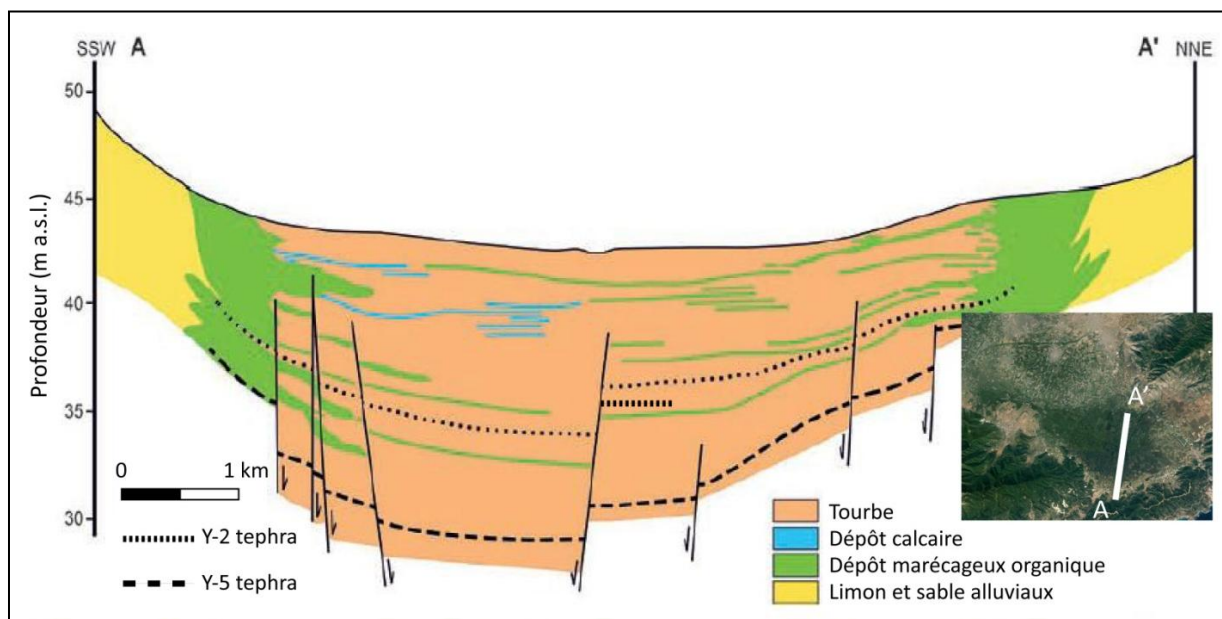 SSW A
A' NNE
50
45
40
35
30
Profondeur (m a.s.l.)
0 1 km
Y-2 tephra
Y-5 tephra
A'
A
Tourbe
Dépôt calcaire
Dépôt marécageux organique
Limon et sable alluviaux